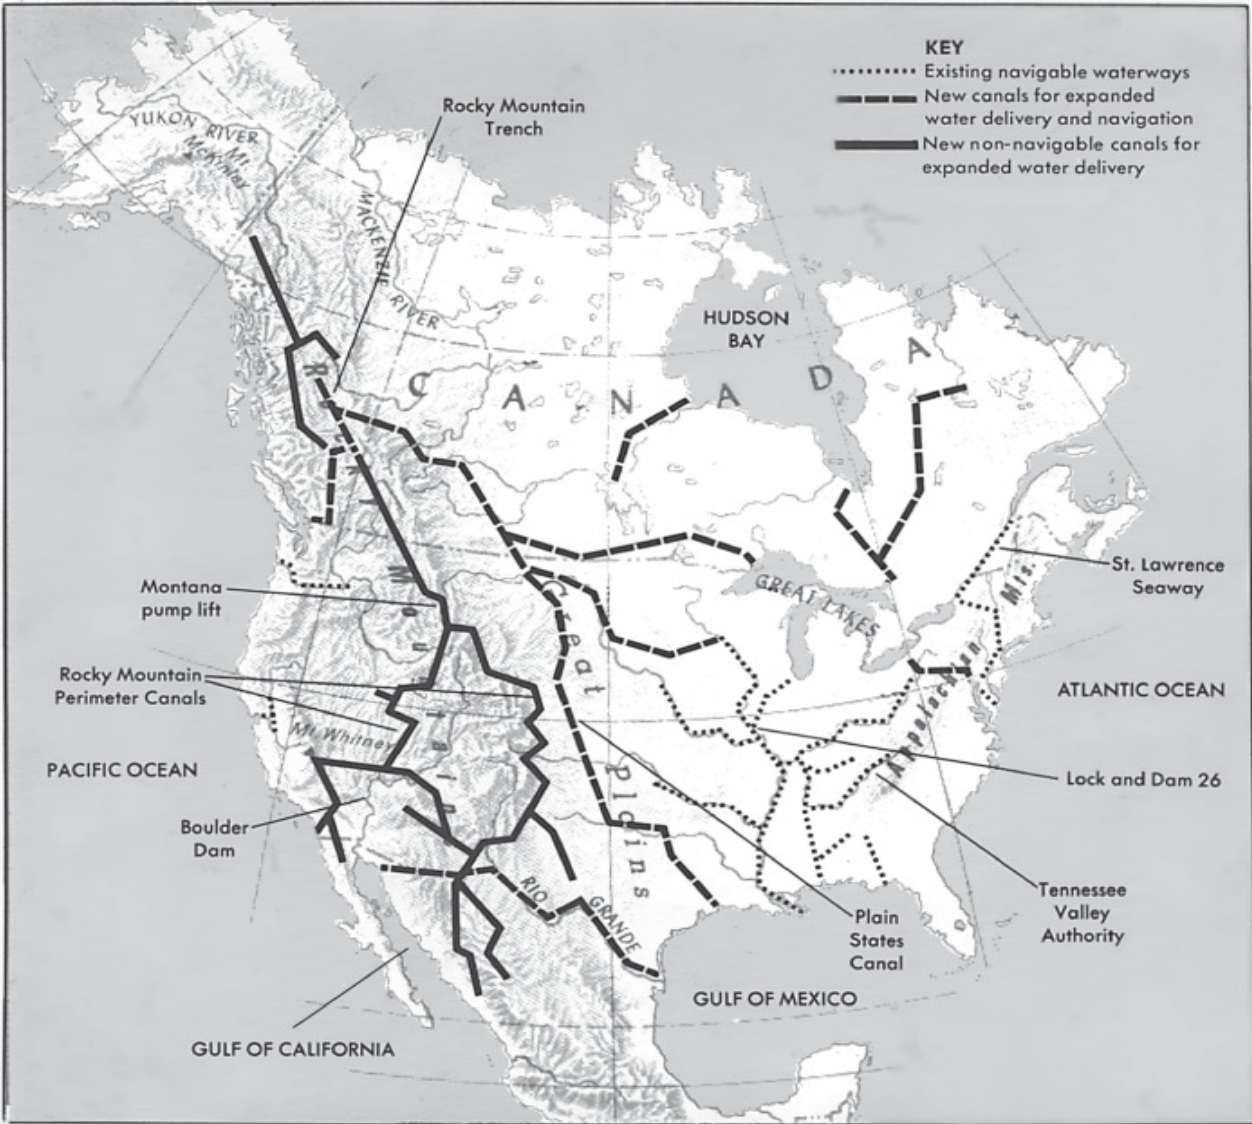 KEY
Existing navigable waterways
New canals for expanded
water delivery and navigation
New non-navigable canals for
expanded water delivery
Rocky Mountain
Trench
YUKON RIVER
Mt.
McKinley
MACKENZIE RIVER
HUDSON
BAY
CANADA
Rocky Mountains
GREAT LAKES
St. Lawrence
Seaway
Montana
pump lift
Great Plains
Appalachian Mts.
Rocky Mountain
Perimeter Canals
ATLANTIC OCEAN
Mt. Whitney
PACIFIC OCEAN
Lock and Dam 26
Boulder
Dam
RIO GRANDE
Tennessee
Valley
Authority
Plain
States
Canal
GULF OF MEXICO
GULF OF CALIFORNIA